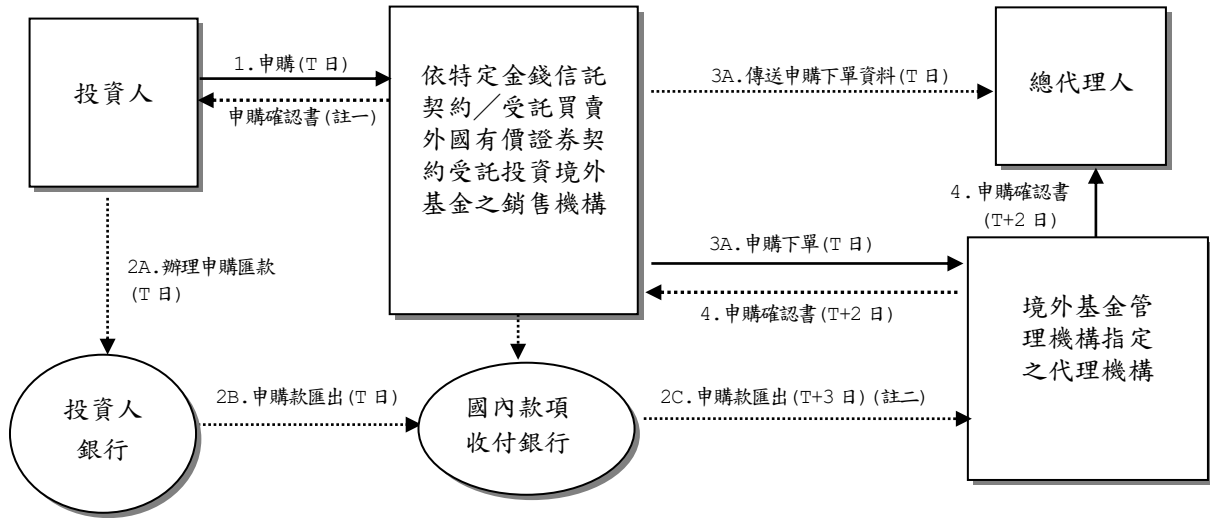 投資人
1.申購(T 日)
申購確認書(註一)
依特定金錢信託
契約／受託買賣
外國有價證券契
約受託投資境外
基金之銷售機構
3A.傳送申購下單資料(T 日)
總代理人
4.申購確認書
(T+2 日)
2A.辦理申購匯款
(T 日)
3A.申購下單(T 日)
4.申購確認書(T+2 日)
境外基金管
理機構指定
之代理機構
投資人
銀行
2B.申購款匯出(T 日)
國內款項
收付銀行
2C.申購款匯出(T+3 日)(註二)